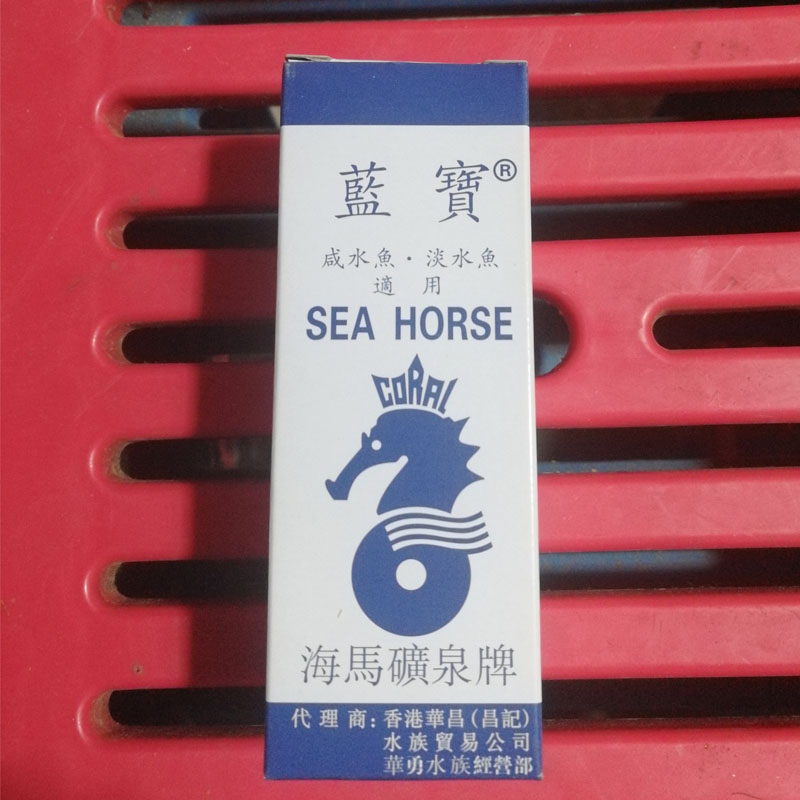 藍寶®
咸水魚·淡水魚
適用
SEA HORSE
CORAL
海馬礦泉牌
代理商:香港華昌(昌記)
水族貿易公司
華勇水族經營部